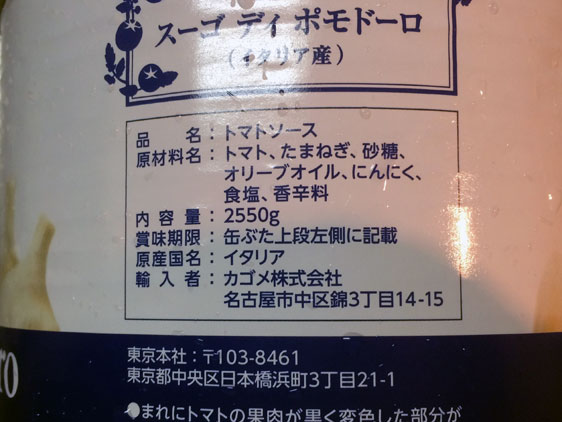 スーゴ ディ ポモドーロ
(イタリア産)
品名：トマトソース
原材料名：トマト、たまねぎ、砂糖、
オリーブオイル、にんにく、
食塩、香辛料
内容量：2550g
賞味期限：缶ぶた上段左側に記載
原産国名：イタリア
輸入者：カゴメ株式会社
名古屋市中区錦3丁目14-15
東京本社：〒103-8461
東京都中央区日本橋浜町3丁目21-1
ro
まれにトマトの果肉が黒く変色した部分が